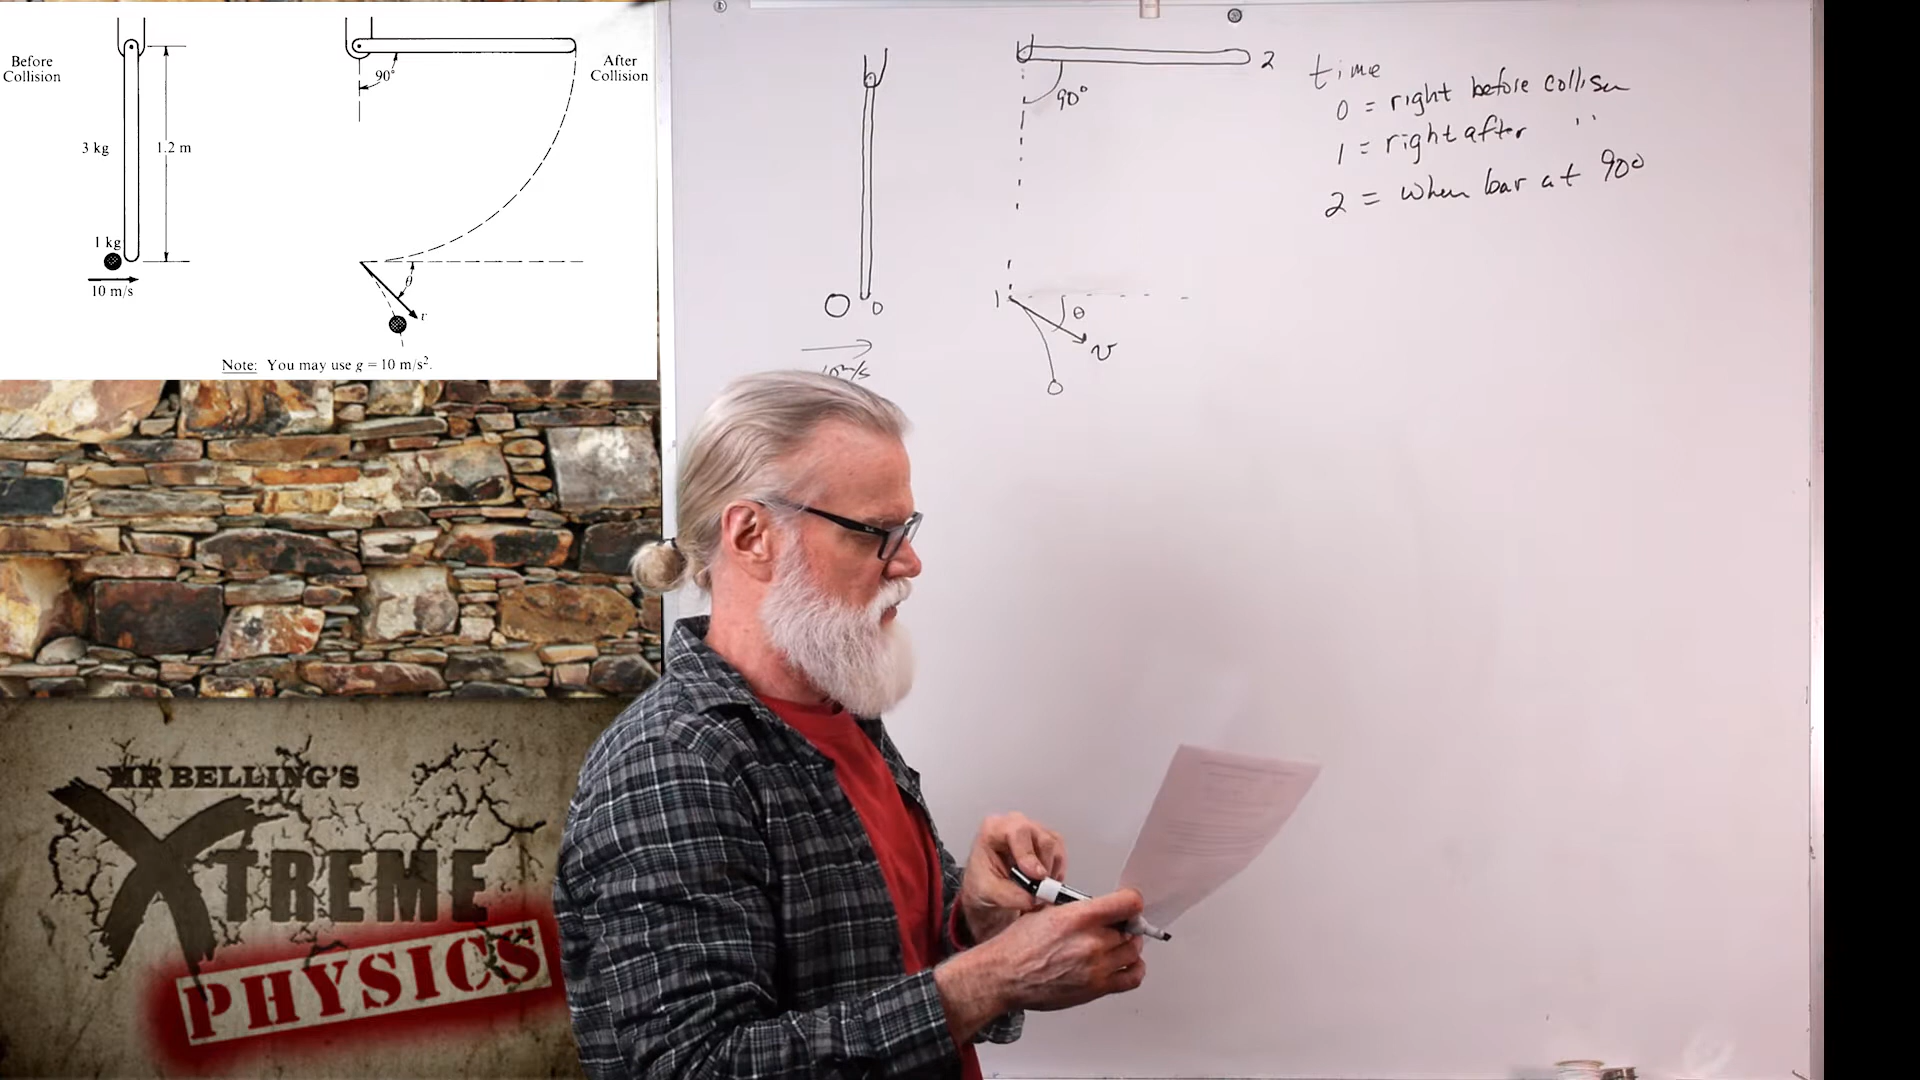 Before
Collision
After
Collision
90°
3 kg
1.2 m
1 kg
10 m/s
θ
v
Note: You may use g = 10 m/s².
MR BELLING'S
XTREME
PHYSICS
2
90°
0
10 m/s
1
θ
v
time
0 = right before collision
1 = right after "
2 = when bar at 90°